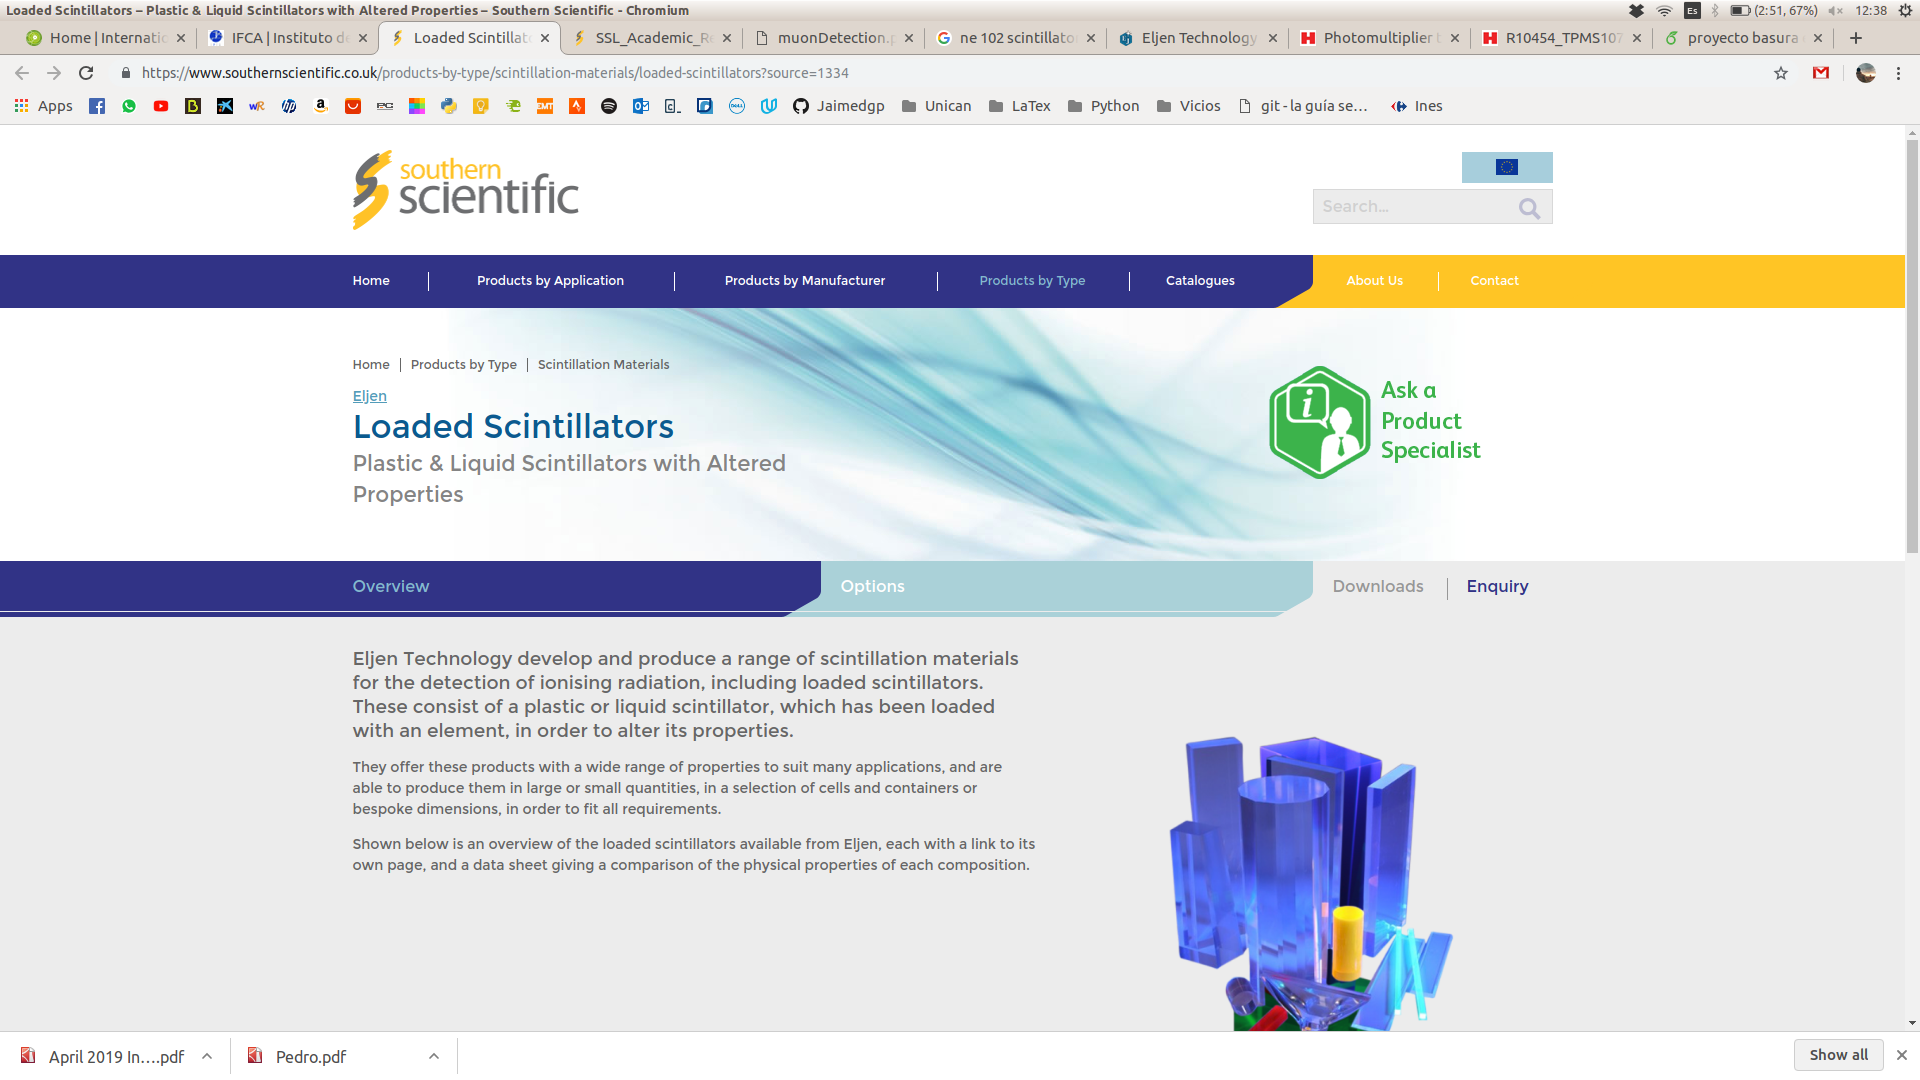 Loaded Scintillators – Plastic & Liquid Scintillators with Altered Properties – Southern Scientific - Chromium
Es (2:51, 67%) 12:38
Home | Internatio
IFCA | Instituto de
Loaded Scintillat
SSL_Academic_R
muonDetection.p
ne 102 scintillato
Eljen Technology
Photomultiplier t
R10454_TPMS107
proyecto basura
https://www.southernscientific.co.uk/products-by-type/scintillation-materials/loaded-scintillators?source=1334
Apps
Jaimedgp
Unican
LaTex
Python
Vicios
git - la guía se...
Ines
southern
scientific
Search...
Home
Products by Application
Products by Manufacturer
Products by Type
Catalogues
About Us
Contact
Home | Products by Type | Scintillation Materials
Eljen
Loaded Scintillators
Plastic & Liquid Scintillators with Altered
Properties
Ask a
Product
Specialist
Overview
Options
Downloads
Enquiry
Eljen Technology develop and produce a range of scintillation materials
for the detection of ionising radiation, including loaded scintillators.
These consist of a plastic or liquid scintillator, which has been loaded
with an element, in order to alter its properties.
They offer these products with a wide range of properties to suit many applications, and are
able to produce them in large or small quantities, in a selection of cells and containers or
bespoke dimensions, in order to fit all requirements.
Shown below is an overview of the loaded scintillators available from Eljen, each with a link to its
own page, and a data sheet giving a comparison of the physical properties of each composition.
April 2019 In....pdf
Pedro.pdf
Show all